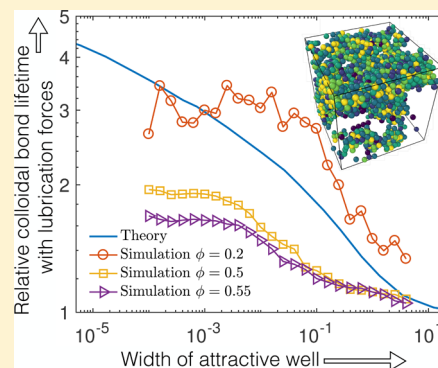 Relative colloidal bond lifetime
with lubrication forces
5
4
3
2
1
Theory
Simulation ϕ = 0.2
Simulation ϕ = 0.5
Simulation ϕ = 0.55
10⁻⁵ 10⁻³ 10⁻¹ 10¹
Width of attractive well